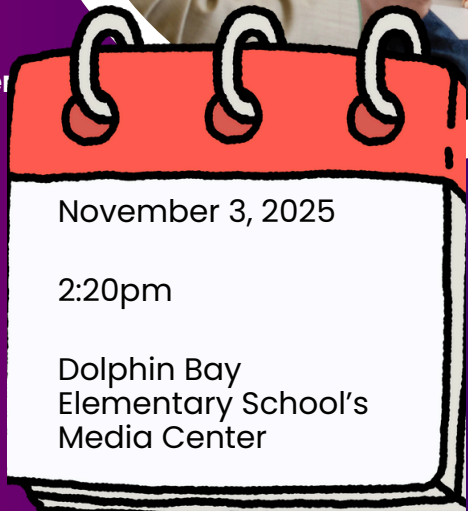 November 3, 2025
2:20pm
Dolphin Bay
Elementary School’s
Media Center